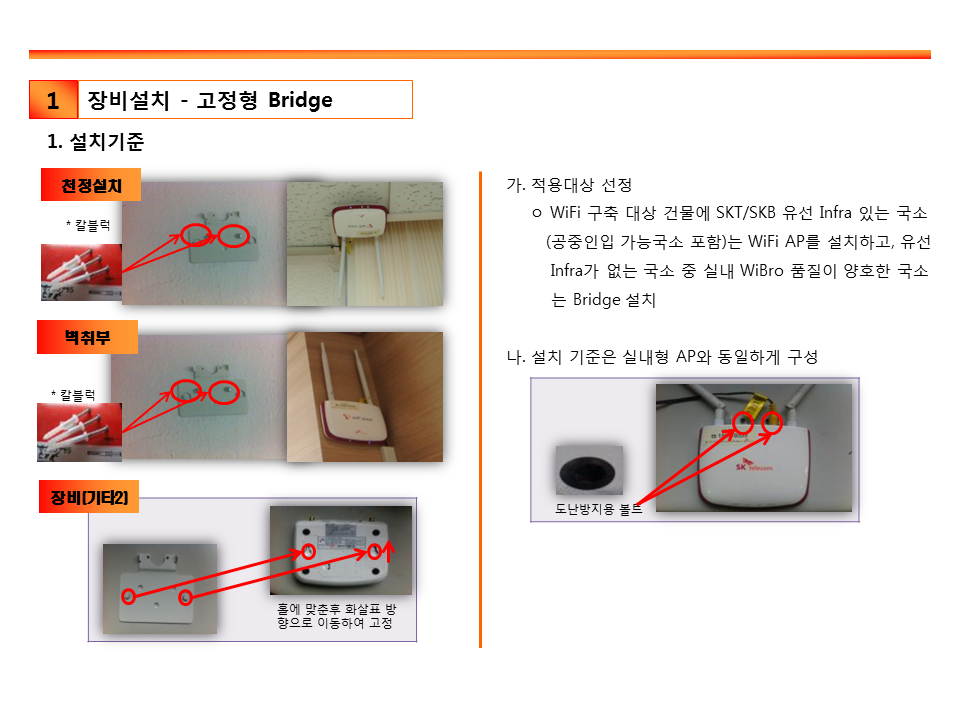 1
장비설치 - 고정형 Bridge
1. 설치기준
천정설치
* 칼블럭
벽취부
* 칼블럭
장비(기타2)
홀에 맞춘후 화살표 방
향으로 이동하여 고정
가. 적용대상 선정
ㅇ WiFi 구축 대상 건물에 SKT/SKB 유선 Infra 있는 국소
(공중인입 가능국소 포함)는 WiFi AP를 설치하고, 유선
Infra가 없는 국소 중 실내 WiBro 품질이 양호한 국소
는 Bridge 설치
나. 설치 기준은 실내형 AP와 동일하게 구성
SK telecom
도난방지용 볼트